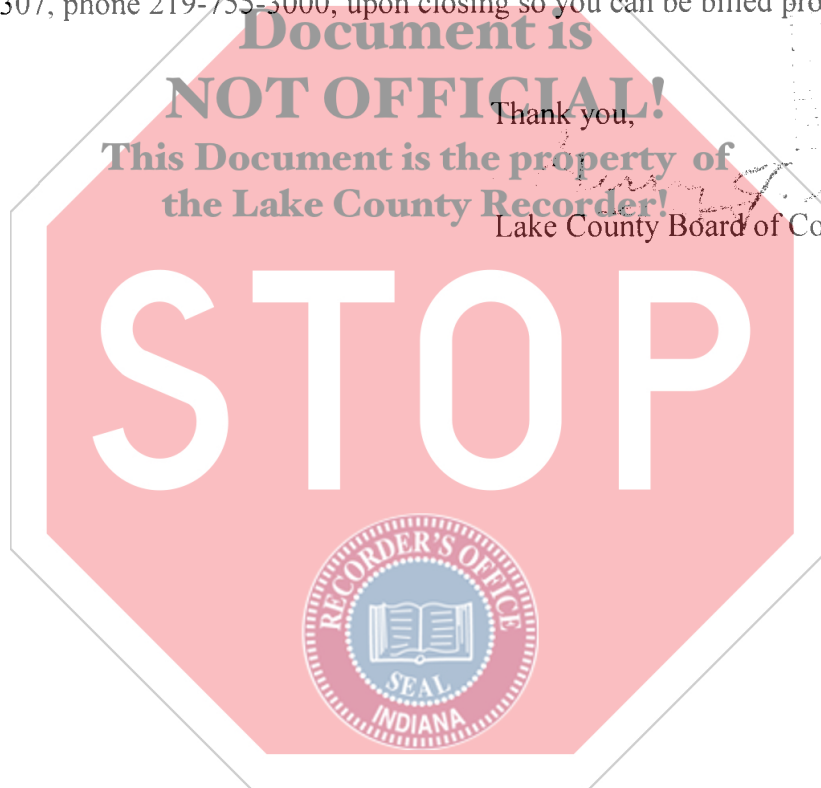 307, phone 219-755-3000, upon closing so you can be billed pro
Document is
NOT OFFICIAL!
Thank you,
This Document is the property of
the Lake County Recorder!
Lake County Board of Co
STOP
RECORDER'S OFFICE
SEAL
INDIANA